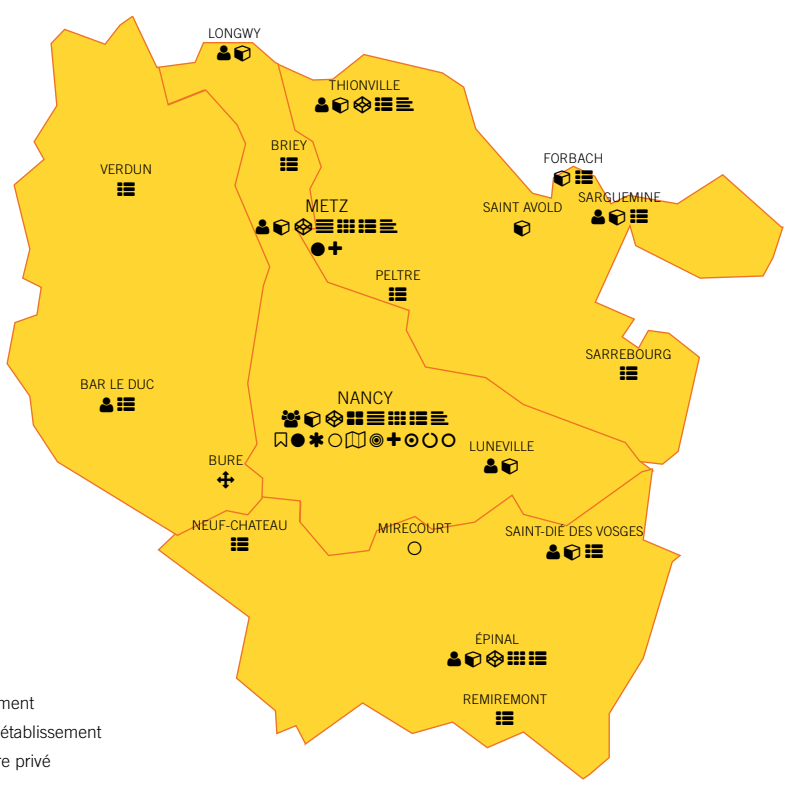 LONGWY
THIONVILLE
BRIEY
FORBACH
VERDUN
SARGUEMINE
METZ
SAINT AVOLD
PELTRE
SARREBOURG
BAR LE DUC
NANCY
LUNEVILLE
BURE
NEUF-CHATEAU
MIRECOURT
SAINT-DIÉ DES VOSGES
ÉPINAL
REMIREMONT
ment
établissement
re privé